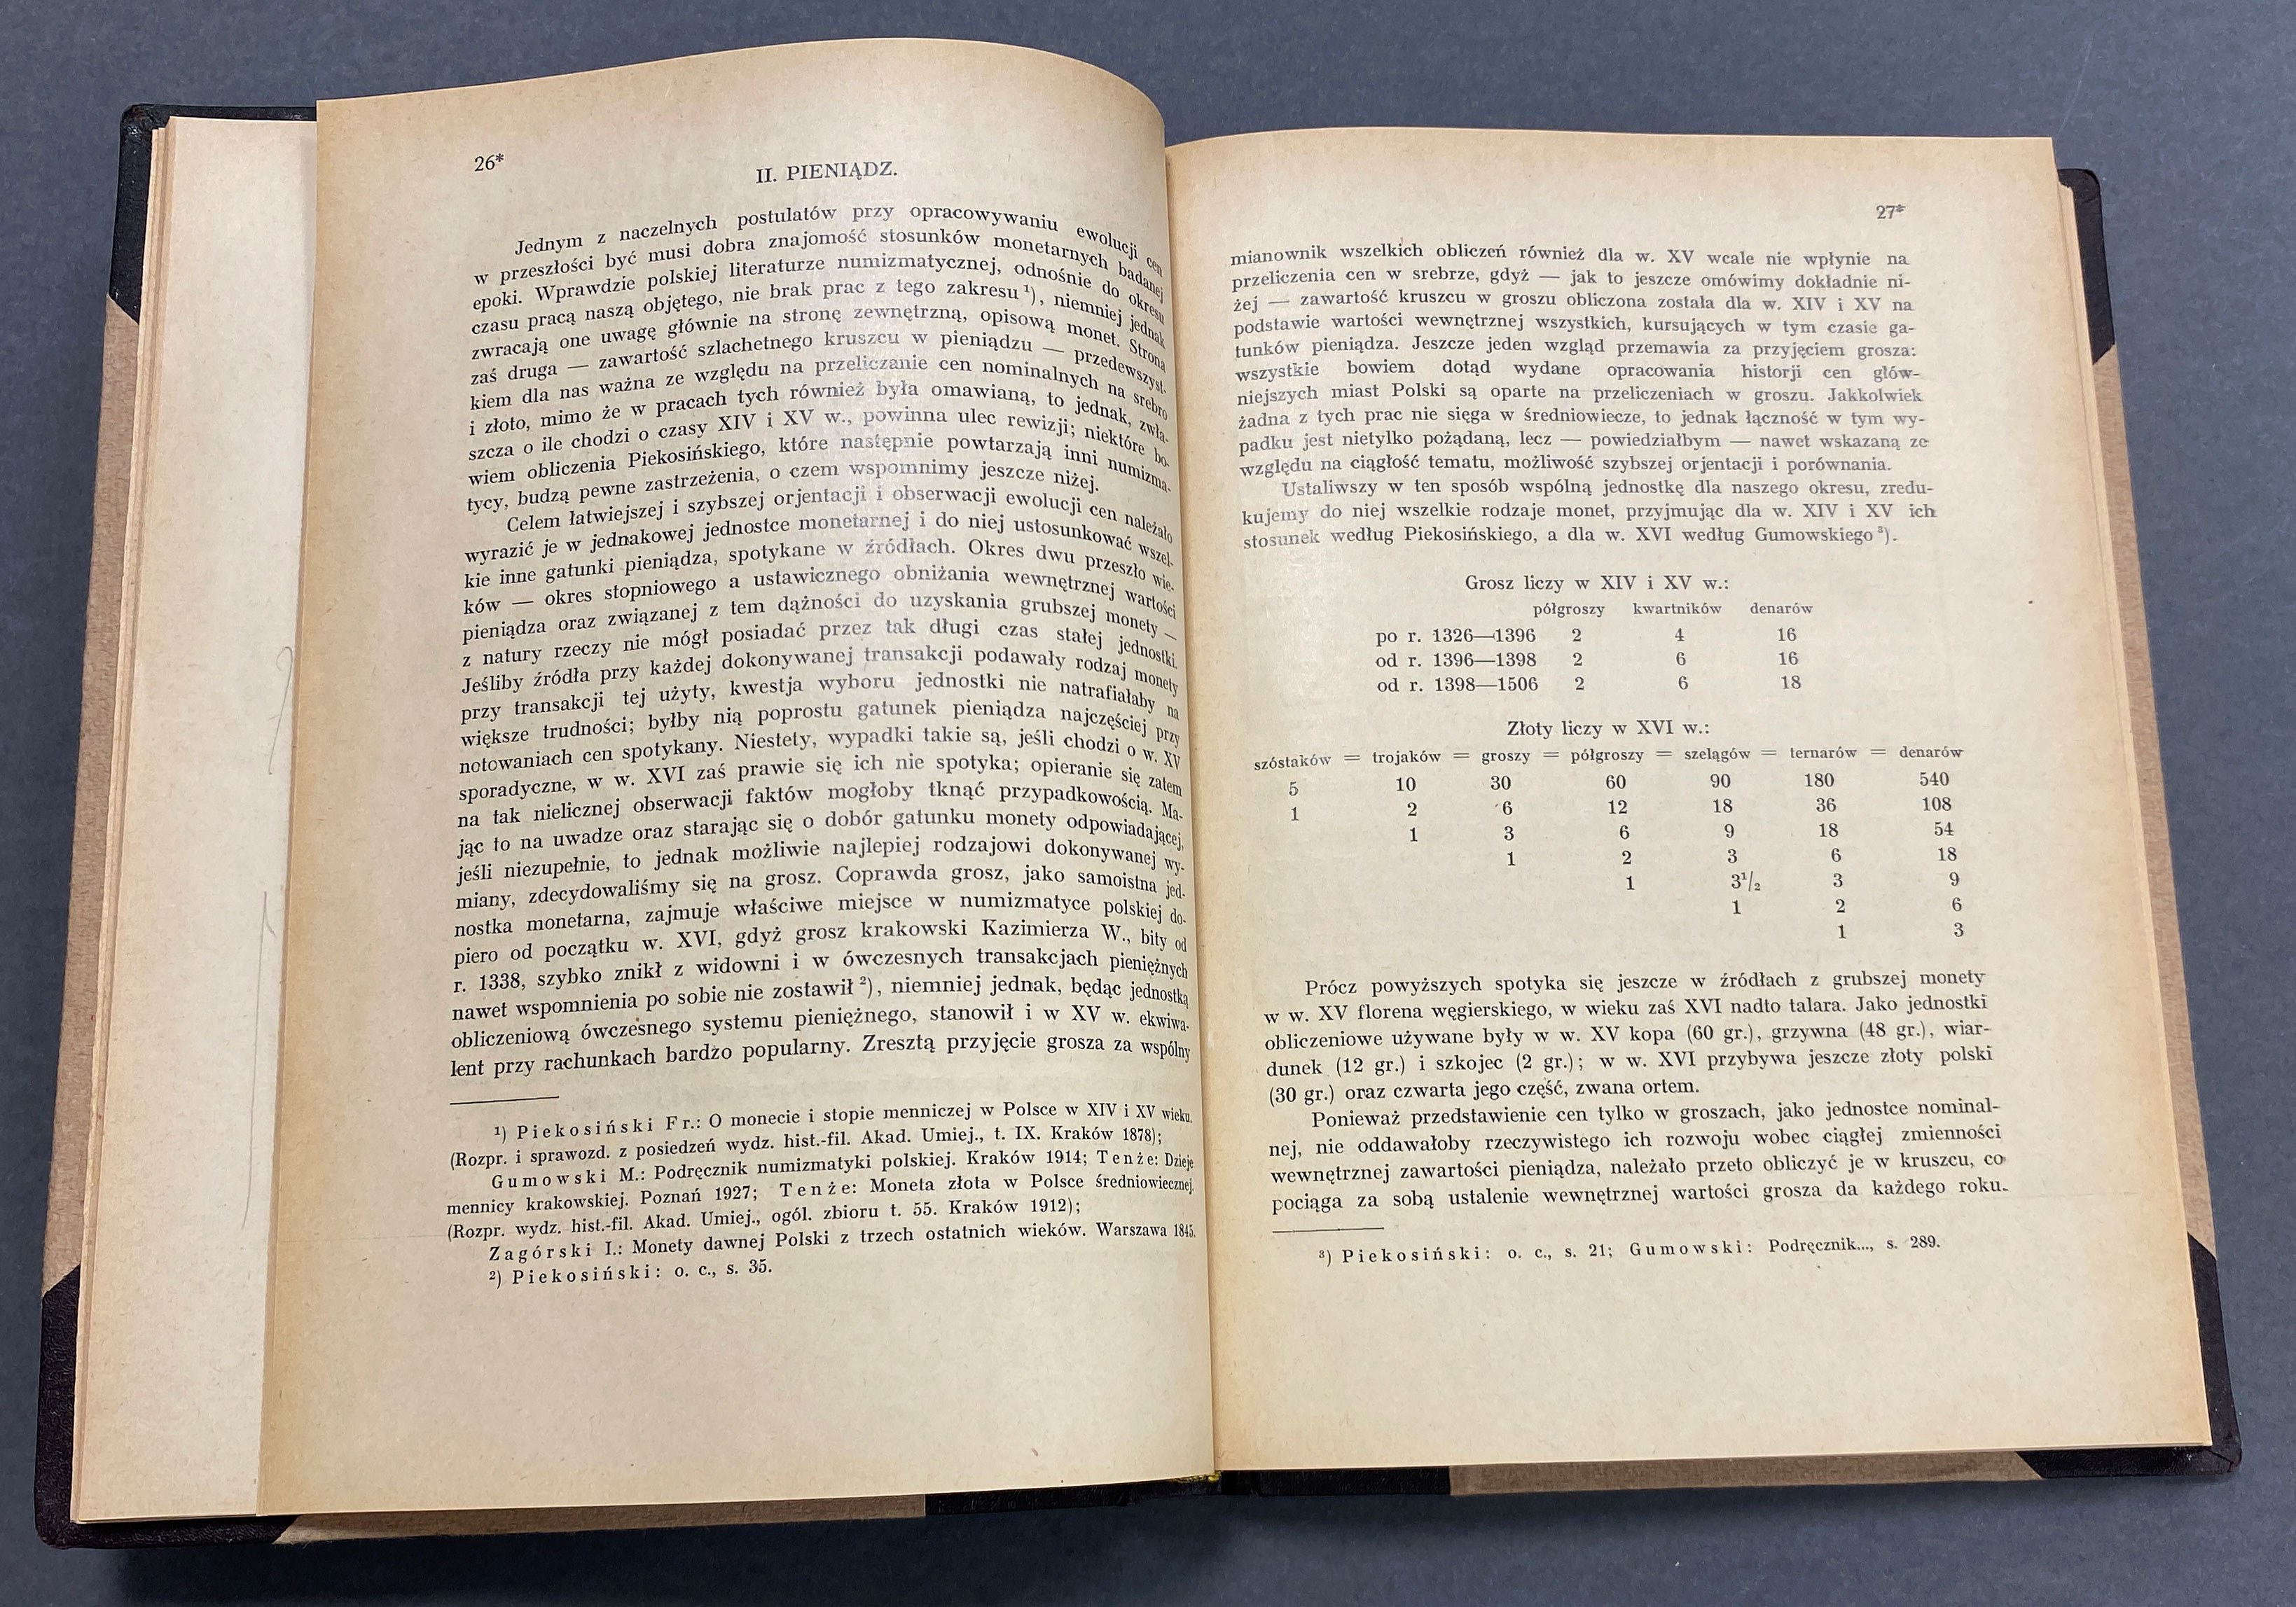 26*
II. PIENIĄDZ.
Jednym z naczelnych postulatów przy opracowywaniu ewolucji cen
w przeszłości być musi dobra znajomość stosunków monetarnych badanej
epoki. Wprawdzie polskiej literaturze numizmatycznej, odnośnie do okresu
czasu pracą naszą objętego, nie brak prac z tego zakresu ¹), niemniej jednak
zwracają one uwagę głównie na stronę zewnętrzną, opisową monet. Strona
zaś druga — zawartość szlachetnego kruszcu w pieniądzu — przedewszyst-
kiem dla nas ważna ze względu na przeliczanie cen nominalnych na srebro
i złoto, mimo że w pracach tych również była omawianą, to jednak, zwła-
szcza o ile chodzi o czasy XIV i XV w., powinna ulec rewizji; niektóre bo-
wiem obliczenia Piekosińskiego, które następnie powtarzają inni numizma-
tycy, budzą pewne zastrzeżenia, o czem wspomnimy jeszcze niżej.
Celem łatwiejszej i szybszej orjentacji i obserwacji ewolucji cen należało
wyrazić je w jednakowej jednostce monetarnej i do niej ustosunkować wszel-
kie inne gatunki pieniądza, spotykane w źródłach. Okres dwu przeszło wie-
ków — okres stopniowego a ustawicznego obniżania wewnętrznej wartości
pieniądza oraz związanej z tem dążności do uzyskania grubszej monety —
z natury rzeczy nie mógł posiadać przez tak długi czas stałej jednostki.
Jeśliby źródła przy każdej dokonywanej transakcji podawały rodzaj monety
przy transakcji tej użyty, kwestja wyboru jednostki nie natrafiałaby na
większe trudności; byłby nią poprostu gatunek pieniądza najczęściej przy
notowaniach cen spotykany. Niestety, wypadki takie są, jeśli chodzi o w. XV
sporadyczne, w w. XVI zaś prawie się ich nie spotyka; opieranie się zatem
na tak nielicznej obserwacji faktów mogłoby tknąć przypadkowością. Ma-
jąc to na uwadze oraz starając się o dobór gatunku monety odpowiadającej,
jeśli niezupełnie, to jednak możliwie najlepiej rodzajowi dokonywanej wy-
miany, zdecydowaliśmy się na grosz. Coprawda grosz, jako samoistna jed-
nostka monetarna, zajmuje właściwe miejsce w numizmatyce polskiej do-
piero od początku w. XVI, gdyż grosz krakowski Kazimierza W., bity od
r. 1338, szybko znikł z widowni i w ówczesnych transakcjach pieniężnych
nawet wspomnienia po sobie nie zostawił ²), niemniej jednak, będąc jednostką
obliczeniową ówczesnego systemu pieniężnego, stanowił i w XV w. ekwiwa-
lent przy rachunkach bardzo popularny. Zresztą przyjęcie grosza za wspólny
¹) Piekosiński Fr.: O monecie i stopie menniczej w Polsce w XIV i XV wieku.
(Rozpr. i sprawozd. z posiedzeń wydz. hist.-fil. Akad. Umiej., t. IX. Kraków 1878);
Gumowski M.: Podręcznik numizmatyki polskiej. Kraków 1914; Tenże: Dzieje
mennicy krakowskiej. Poznań 1927; Tenże: Moneta złota w Polsce średniowiecznej.
(Rozpr. wydz. hist.-fil. Akad. Umiej., ogól. zbioru t. 55. Kraków 1912);
Zagórski I.: Monety dawnej Polski z trzech ostatnich wieków. Warszawa 1845.
²) Piekosiński: o. c., s. 35.
27*
mianownik wszelkich obliczeń również dla w. XV wcale nie wpłynie na
przeliczenia cen w srebrze, gdyż — jak to jeszcze omówimy dokładnie ni-
żej — zawartość kruszcu w groszu obliczona została dla w. XIV i XV na
podstawie wartości wewnętrznej wszystkich, kursujących w tym czasie ga-
tunków pieniądza. Jeszcze jeden wzgląd przemawia za przyjęciem grosza:
wszystkie bowiem dotąd wydane opracowania historji cen głów-
niejszych miast Polski są oparte na przeliczeniach w groszu. Jakkolwiek
żadna z tych prac nie sięga w średniowiecze, to jednak łączność w tym wy-
padku jest nietylko pożądaną, lecz — powiedziałbym — nawet wskazaną ze
względu na ciągłość tematu, możliwość szybszej orjentacji i porównania.
Ustaliwszy w ten sposób wspólną jednostkę dla naszego okresu, zredu-
kujemy do niej wszelkie rodzaje monet, przyjmując dla w. XIV i XV ich
stosunek według Piekosińskiego, a dla w. XVI według Gumowskiego ³).
Grosz liczy w XIV i XV w.:
półgroszy kwartników denarów
po r. 1326—1396 2 4 16
od r. 1396—1398 2 6 16
od r. 1398—1506 2 6 18
Złoty liczy w XVI w.:
szóstaków = trojaków = groszy = półgroszy = szelągów = ternarów = denarów
5 10 30 60 90 180 540
1 2 6 12 18 36 108
1 3 6 9 18 54
1 2 3 6 18
1 3¹/₂ 3 9
1 2 6
1 3
Prócz powyższych spotyka się jeszcze w źródłach z grubszej monety
w w. XV florena węgierskiego, w wieku zaś XVI nadto talara. Jako jednostki
obliczeniowe używane były w w. XV kopa (60 gr.), grzywna (48 gr.), wiar-
dunek (12 gr.) i szkojec (2 gr.); w w. XVI przybywa jeszcze złoty polski
(30 gr.) oraz czwarta jego część, zwana ortem.
Ponieważ przedstawienie cen tylko w groszach, jako jednostce nominal-
nej, nie oddawałoby rzeczywistego ich rozwoju wobec ciągłej zmienności
wewnętrznej zawartości pieniądza, należało przeto obliczyć je w kruszcu, co
pociąga za sobą ustalenie wewnętrznej wartości grosza da każdego roku.
³) Piekosiński: o. c., s. 21; Gumowski: Podręcznik..., s. 289.